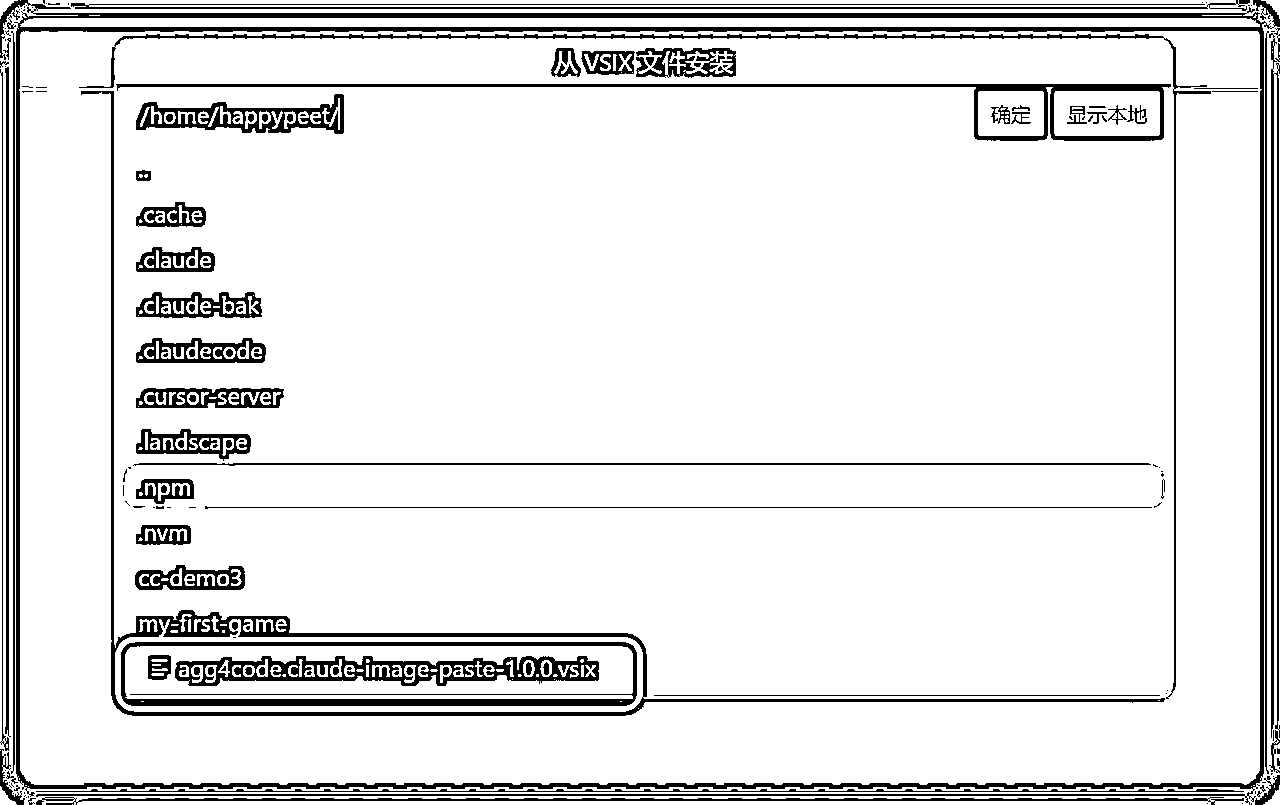 从 VSIX 文件安装
/home/happypeet/
确定
显示本地
..
.cache
.claude
.claude-bak
.claudecode
.cursor-server
.landscape
.npm
.nvm
cc-demo3
my-first-game
agg4code.claude-image-paste-1.0.0.vsix